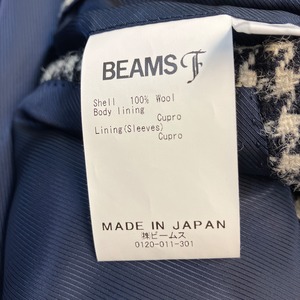 BEAMS F
Shell 100% Wool
Body lining
Cupro
Lining(Sleeves)
Cupro
MADE IN JAPAN
㈱ビームス
0120-011-301